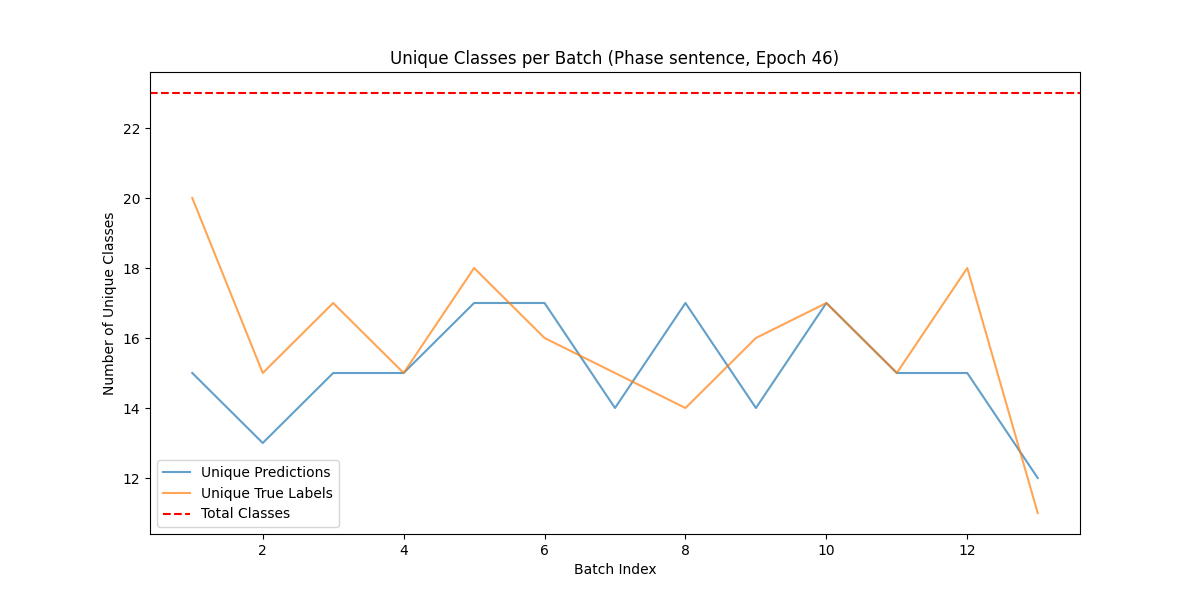 Unique Classes per Batch (Phase sentence, Epoch 46)
Number of Unique Classes
22
20
18
16
14
12
Unique Predictions
Unique True Labels
Total Classes
2
4
6
8
10
12
Batch Index